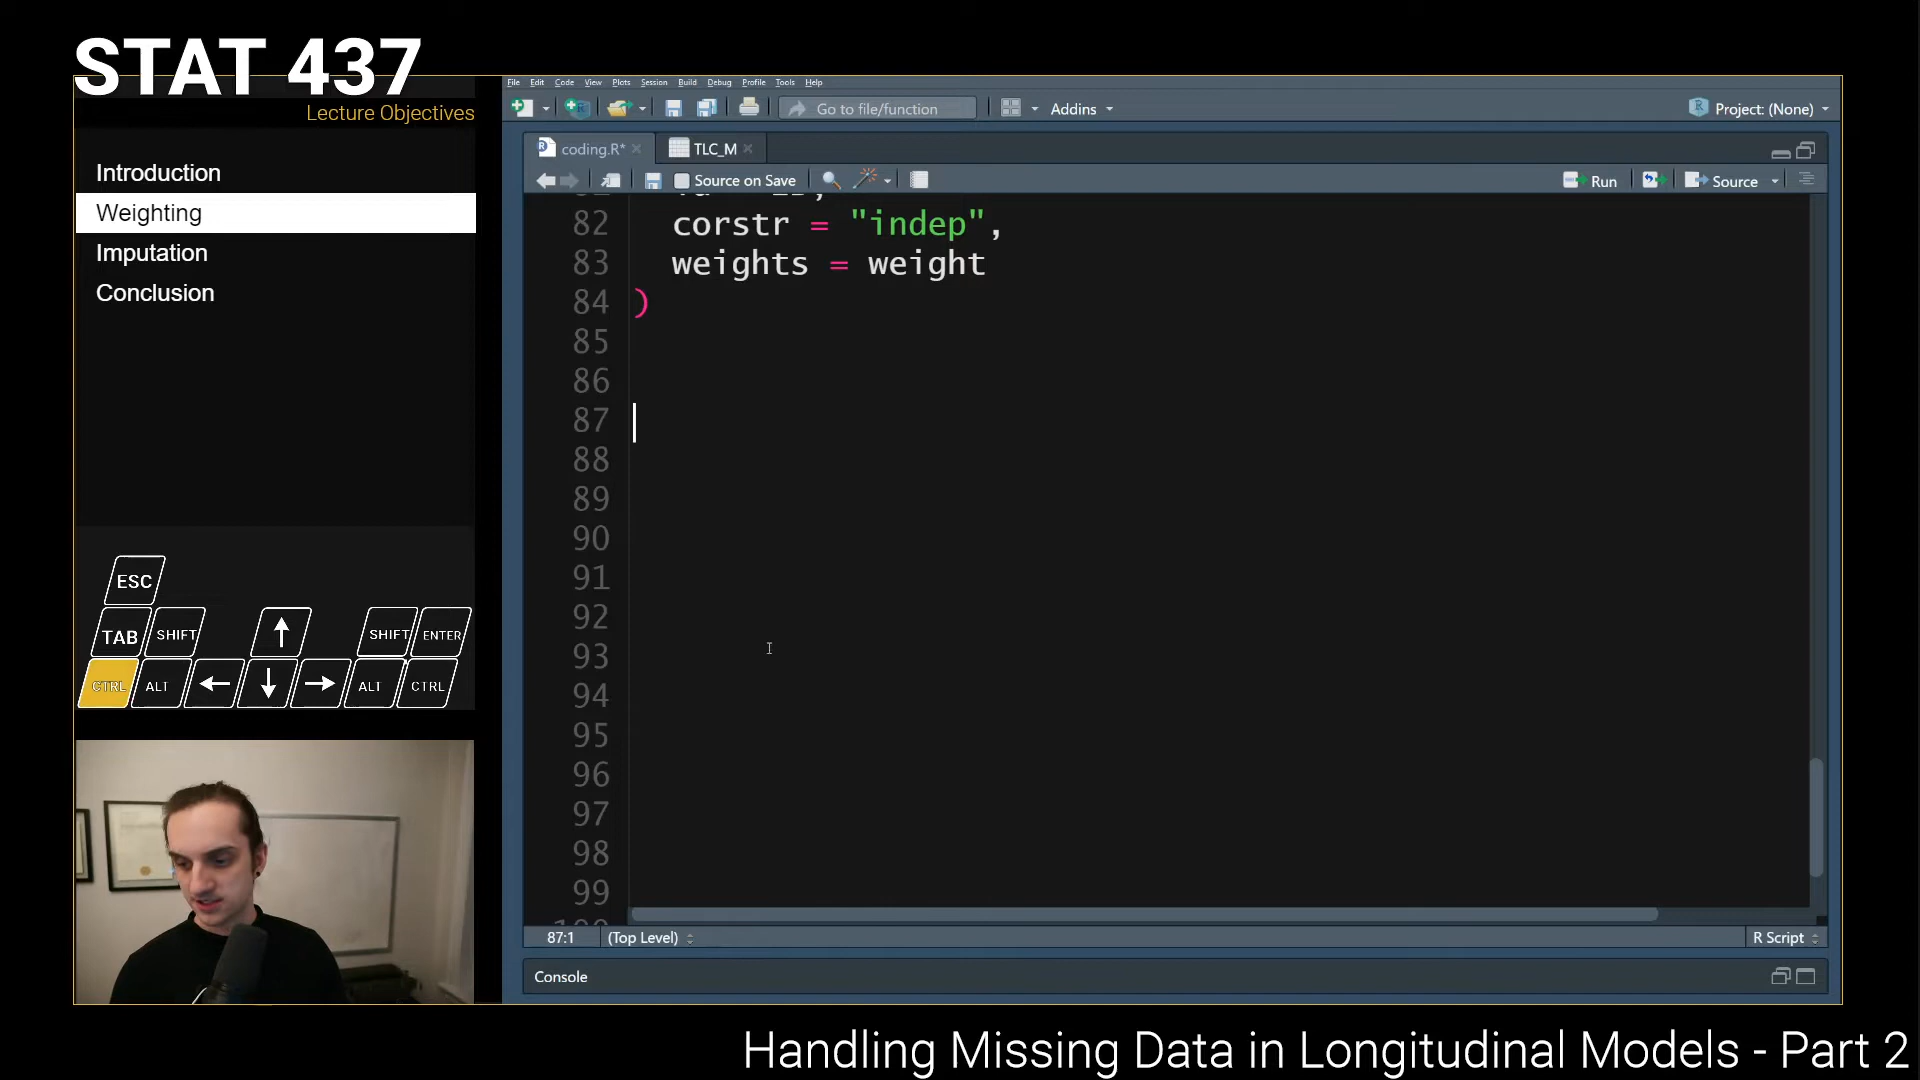 STAT 437
Lecture Objectives
Introduction
Weighting
Imputation
Conclusion
ESC
TAB SHIFT ↑ SHIFT ENTER
CTRL ALT ← ↓ → ALT CTRL
File Edit Code View Plots Session Build Debug Profile Tools Help
Go to file/function Addins Project: (None)
coding.R* TLC_M
Source on Save Run Source
82 corstr = "indep",
83 weights = weight
84 )
85
86
87
88
89
90
91
92
93
94
95
96
97
98
99
87:1 (Top Level) R Script
Console
Handling Missing Data in Longitudinal Models - Part 2